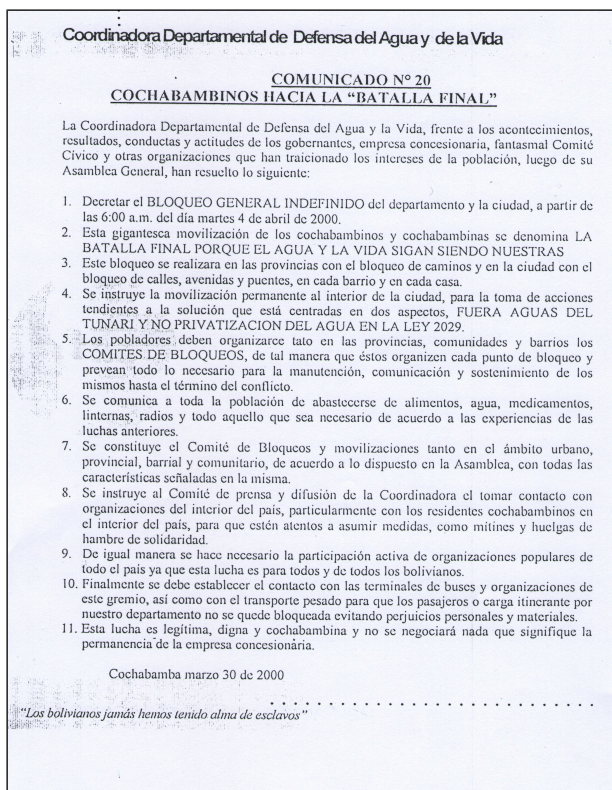 Coordinadora Departamental de Defensa del Agua y de la Vida
COMUNICADO N° 20
COCHABAMBINOS HACIA LA “BATALLA FINAL”
La Coordinadora Departamental de Defensa del Agua y la Vida, frente a los acontecimientos,
resultados, conductas y actitudes de los gobernantes, empresa concesionaria, fantasmal Comité
Cívico y otras organizaciones que han traicionado los intereses de la población, luego de su
Asamblea General, han resuelto lo siguiente:
1. Decretar el BLOQUEO GENERAL INDEFINIDO del departamento y la ciudad, a partir de
las 6:00 a.m. del día martes 4 de abril de 2000.
2. Esta gigantesca movilización de los cochabambinos y cochabambinas se denomina LA
BATALLA FINAL PORQUE EL AGUA Y LA VIDA SIGAN SIENDO NUESTRAS
3. Este bloqueo se realizara en las provincias con el bloqueo de caminos y en la ciudad con el
bloqueo de calles, avenidas y puentes, en cada barrio y en cada casa.
4. Se instruye la movilización permanente al interior de la ciudad, para la toma de acciones
tendientes a la solución que está centradas en dos aspectos, FUERA AGUAS DEL
TUNARI Y NO PRIVATIZACION DEL AGUA EN LA LEY 2029.
5. Los pobladores deben organizarce tato en las provincias, comunidades y barrios los
COMITES DE BLOQUEOS, de tal manera que éstos organizen cada punto de bloqueo y
prevean todo lo necesario para la manutención, comunicación y sostenimiento de los
mismos hasta el término del conflicto.
6. Se comunica a toda la población de abastecerse de alimentos, agua, medicamentos,
linternas, radios y todo aquello que sea necesario de acuerdo a las experiencias de las
luchas anteriores.
7. Se constituye el Comité de Bloqueos y movilizaciones tanto en el ámbito urbano,
provincial, barrial y comunitario, de acuerdo a lo dispuesto en la Asamblea, con todas las
características señaladas en la misma.
8. Se instruye al Comité de prensa y difusión de la Coordinadora el tomar contacto con
organizaciones del interior del país, particularmente con los residentes cochabambinos en
el interior del país, para que estén atentos a asumir medidas, como mítines y huelgas de
hambre de solidaridad.
9. De igual manera se hace necesario la participación activa de organizaciones populares de
todo el país ya que esta lucha es para todos y de todos los bolivianos.
10. Finalmente se debe establecer el contacto con las terminales de buses y organizaciones de
este gremio, así como con el transporte pesado para que los pasajeros o carga itinerante por
nuestro departamento no se quede bloqueada evitando perjuicios personales y materiales.
11. Esta lucha es legítima, digna y cochabambina y no se negociará nada que signifique la
permanencia de la empresa concesionária.
Cochabamba marzo 30 de 2000
"Los bolivianos jamás hemos tenido alma de esclavos"